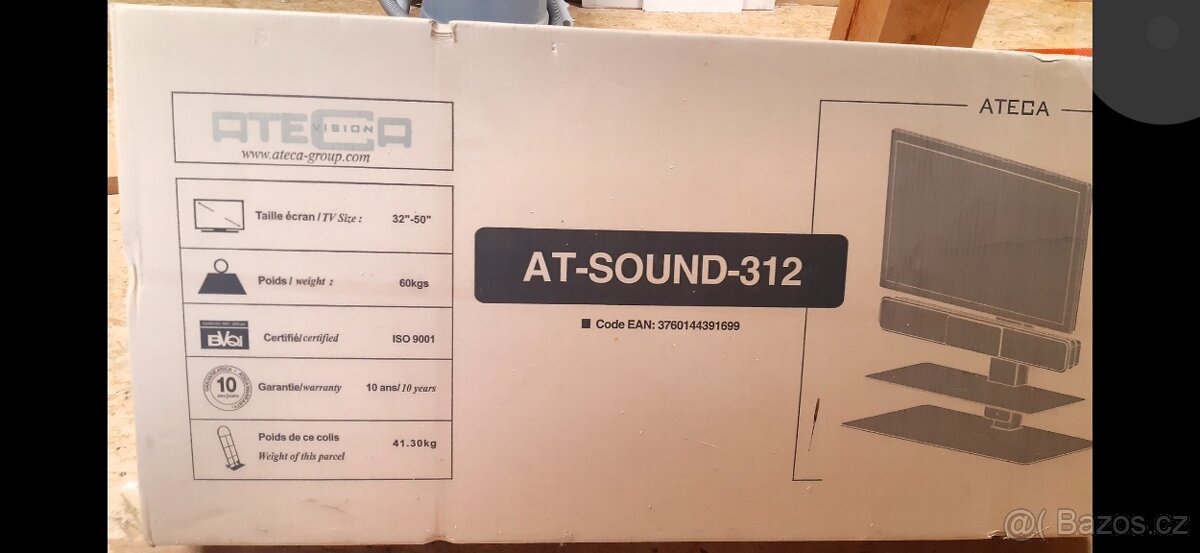 ATECA
VISION
www.ateca-group.com
Taille écran / TV Size : 32"-50"
Poids / weight : 60kgs
BVQi
Certifié/certified ISO 9001
10
Garantie/warranty 10 ans/ 10 years
Poids de ce colis 41.30kg
Weight of this parcel
AT-SOUND-312
Code EAN: 3760144391699
ATECA
@( Bazos.cz